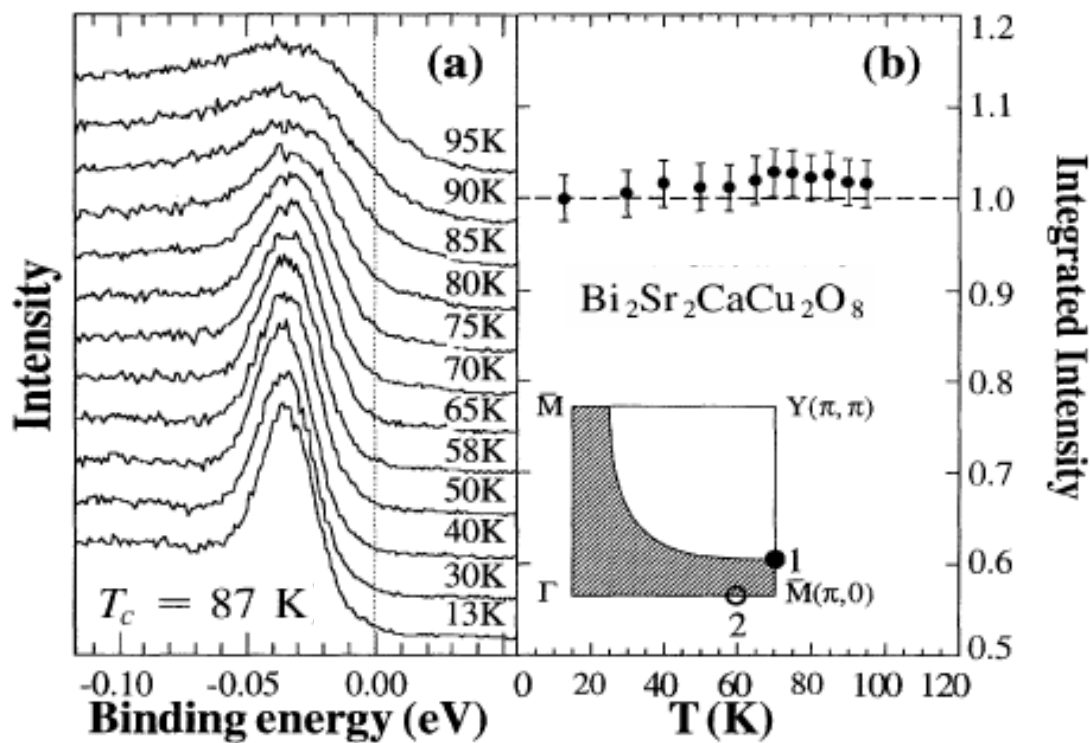 (a)
95K
90K
85K
80K
75K
70K
65K
58K
50K
40K
30K
13K
T_c = 87 K
Intensity
-0.10 -0.05 0.00
Binding energy (eV)
(b)
1.2
1.1
1.0
0.9
0.8
0.7
0.6
0.5
Integrated Intensity
Bi₂Sr₂CaCu₂O₈
M̄ Y(π,π)
1
Γ M̄(π,0)
2
0 20 40 60 80 100 120
T (K)